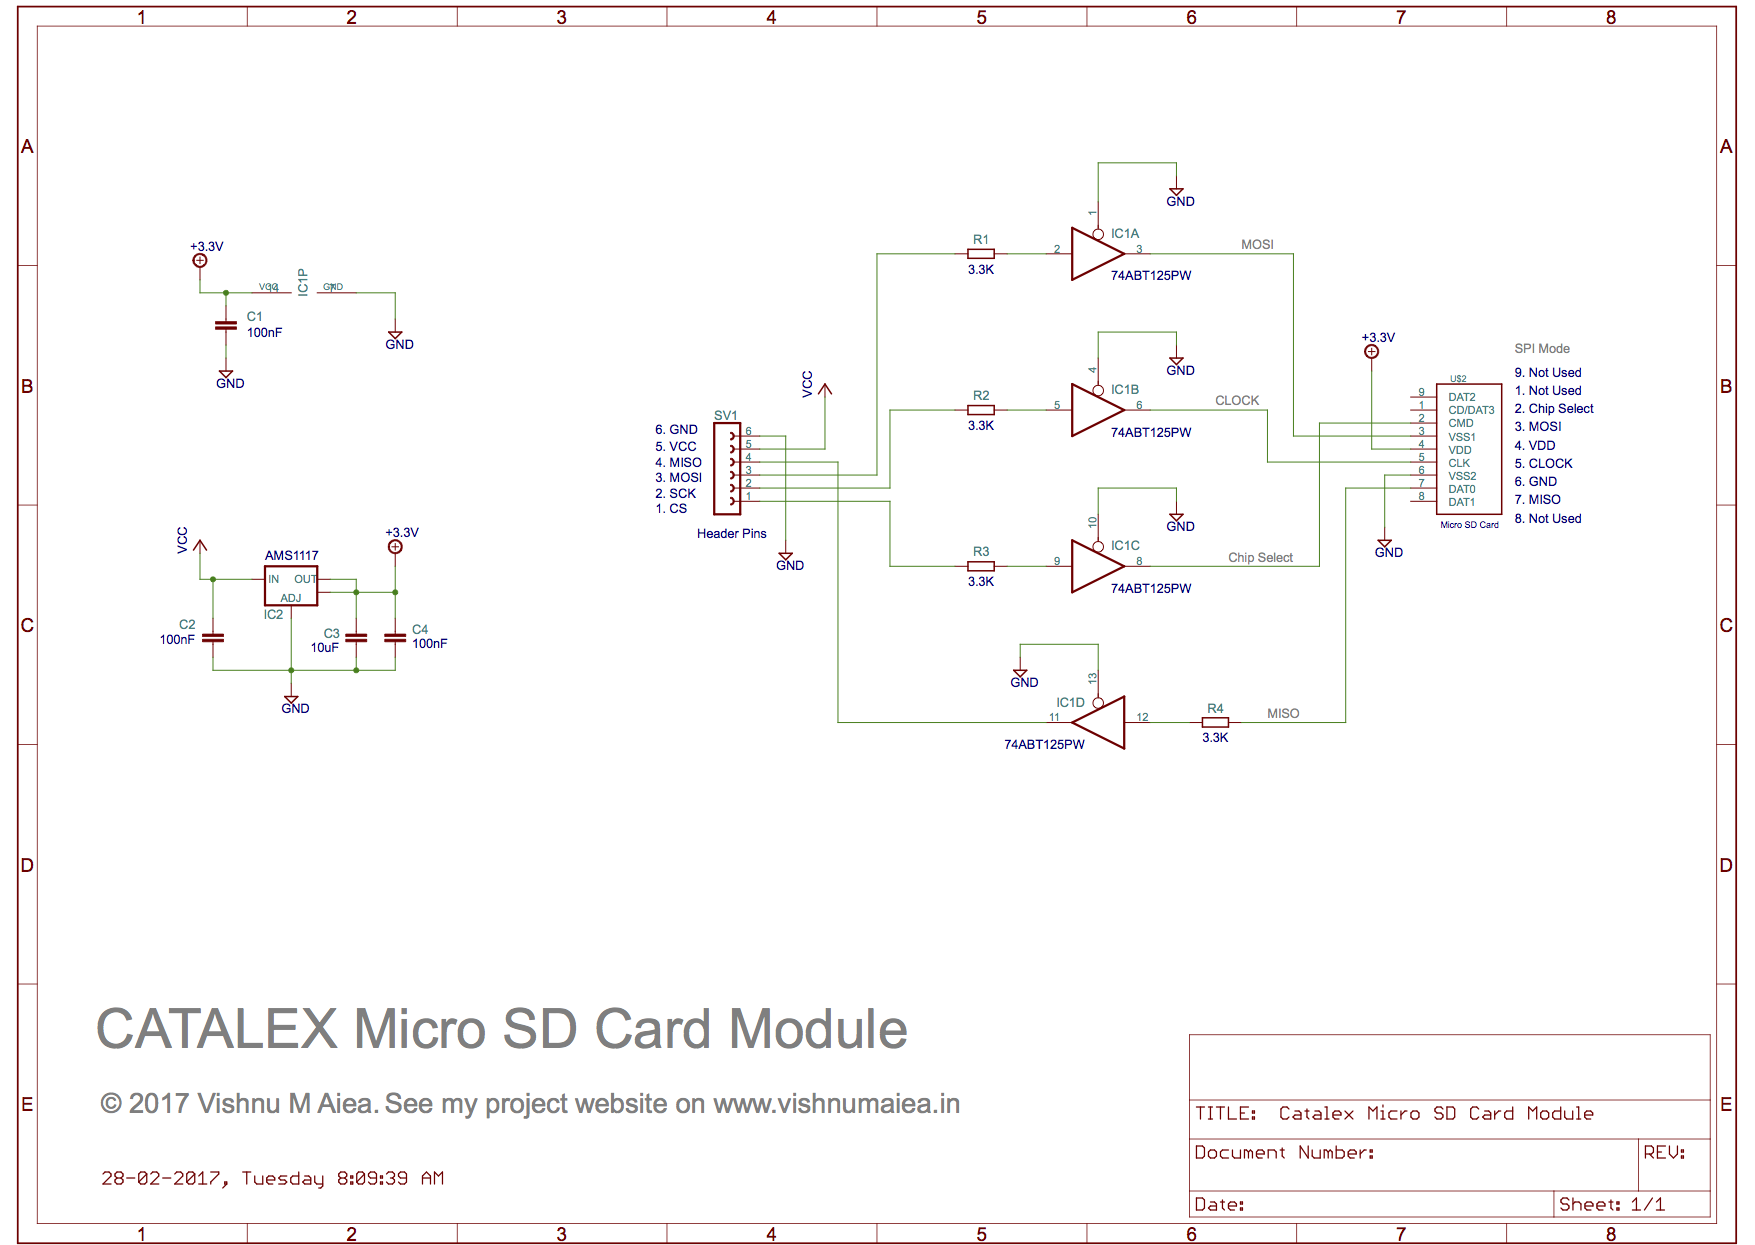 1 2 3 4 5 6 7 8
A
A
GND
1
IC1A
R1
2
3
MOSI
3.3K
74ABT125PW
+3.3V
VCC
IC1P
GND
C1
100nF
GND
GND
GND
4
IC1B
R2
5
6
CLOCK
3.3K
74ABT125PW
+3.3V
SPI Mode
B
B
VCC
SV1
6. GND
5. VCC
4. MISO
3. MOSI
2. SCK
1. CS
6
5
4
3
2
1
Header Pins
GND
U$2
9 DAT2
1 CD/DAT3
2 CMD
3 VSS1
4 VDD
5 CLK
6 VSS2
7 DAT0
8 DAT1
Micro SD Card
9. Not Used
1. Not Used
2. Chip Select
3. MOSI
4. VDD
5. CLOCK
6. GND
7. MISO
8. Not Used
GND
GND
10
IC1C
R3
9
8
Chip Select
3.3K
74ABT125PW
VCC
AMS1117
+3.3V
IN OUT
ADJ
IC2
C2
100nF
C3
10uF
C4
100nF
GND
C
C
GND
13
IC1D
11
12
R4
MISO
3.3K
74ABT125PW
D
D
CATALEX Micro SD Card Module
© 2017 Vishnu M Aiea. See my project website on www.vishnumaiea.in
28-02-2017, Tuesday 8:09:39 AM
E
E
TITLE: Catalex Micro SD Card Module
Document Number:
REV:
Date:
Sheet: 1/1
1 2 3 4 5 6 7 8